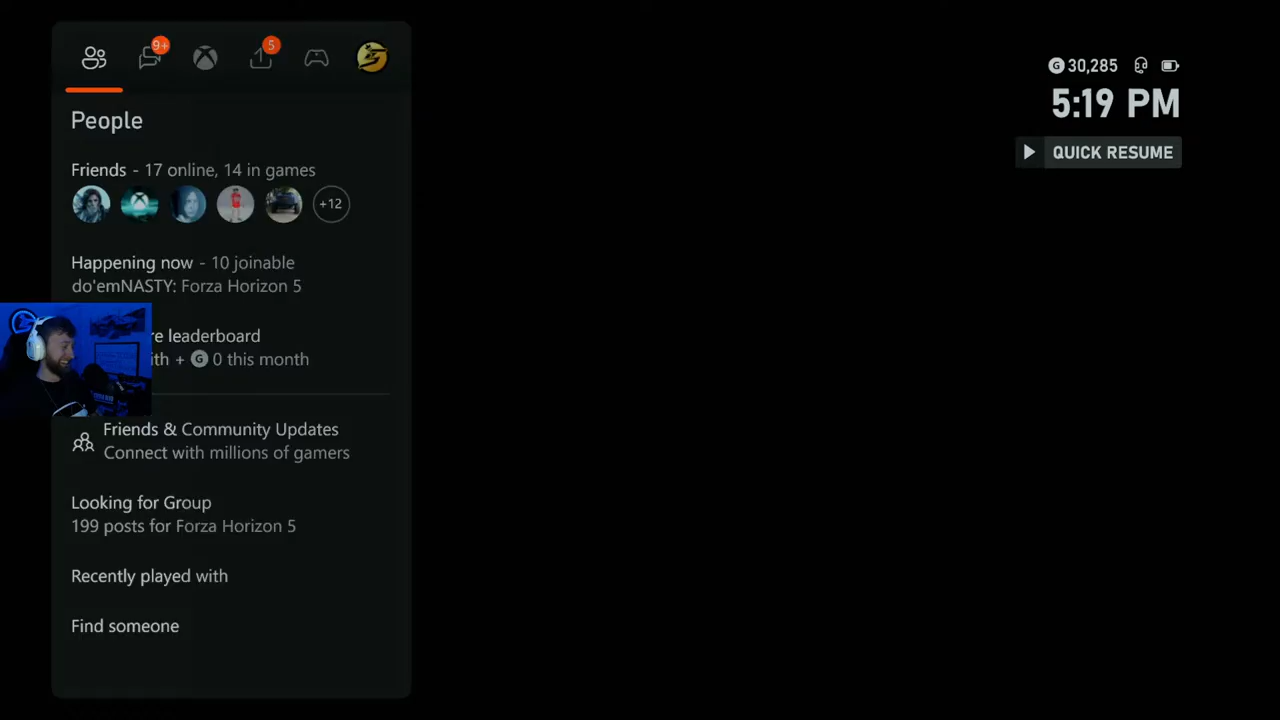 9+
5
People
Friends - 17 online, 14 in games
+12
Happening now - 10 joinable
do'emNASTY: Forza Horizon 5
re leaderboard
ith + G 0 this month
Friends & Community Updates
Connect with millions of gamers
Looking for Group
199 posts for Forza Horizon 5
Recently played with
Find someone
G 30,285
5:19 PM
QUICK RESUME